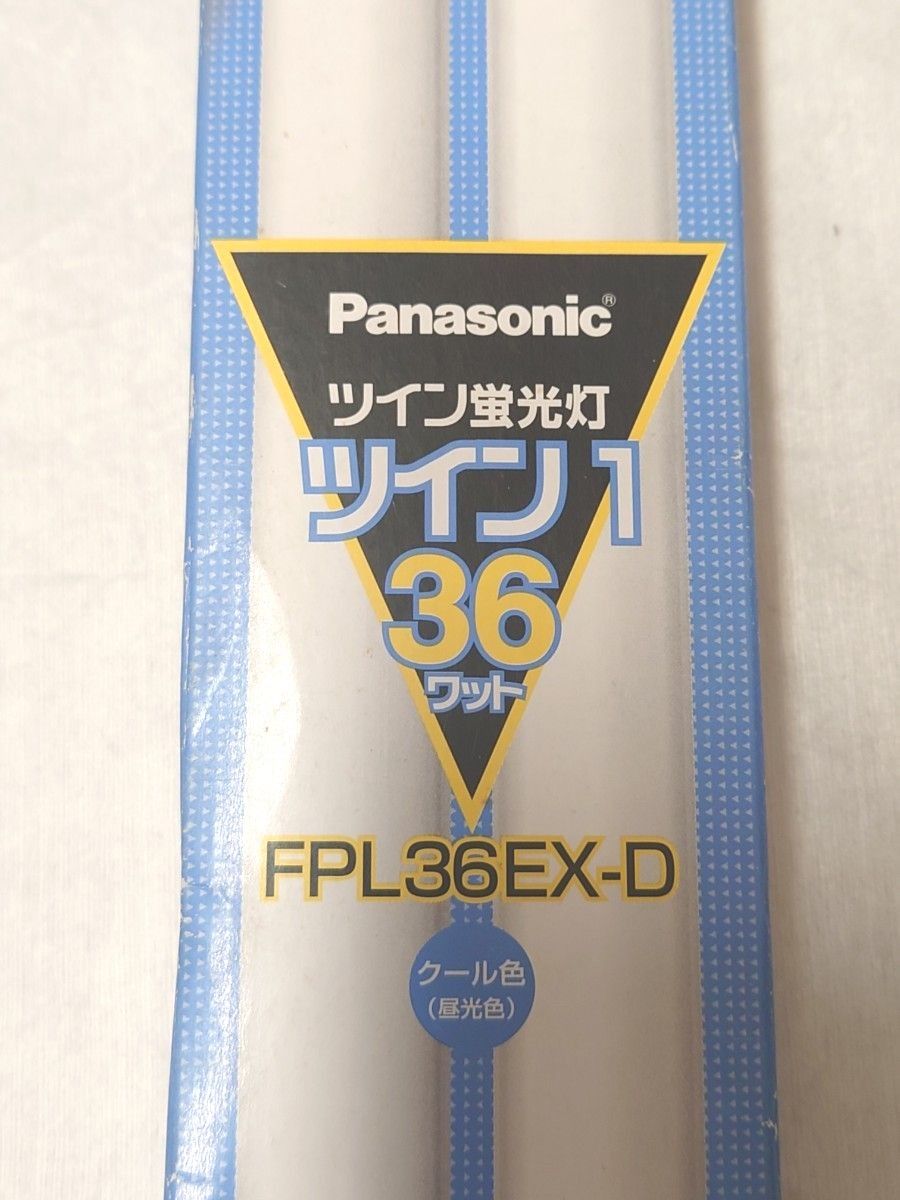 Panasonic®
ツイン蛍光灯
ツイン1
36
ワット
FPL36EX-D
クール色
(昼光色)